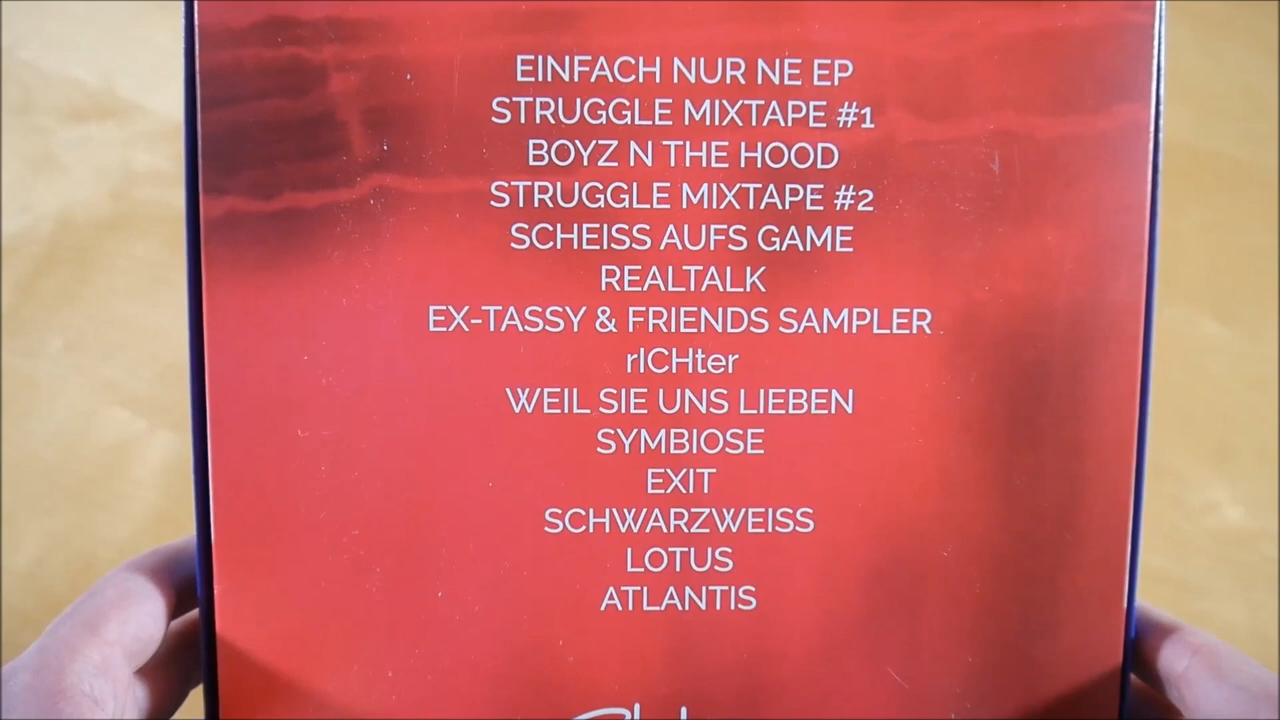 EINFACH NUR NE EP
STRUGGLE MIXTAPE #1
BOYZ N THE HOOD
STRUGGLE MIXTAPE #2
SCHEISS AUFS GAME
REALTALK
EX-TASSY & FRIENDS SAMPLER
rICHter
WEIL SIE UNS LIEBEN
SYMBIOSE
EXIT
SCHWARZWEISS
LOTUS
ATLANTIS